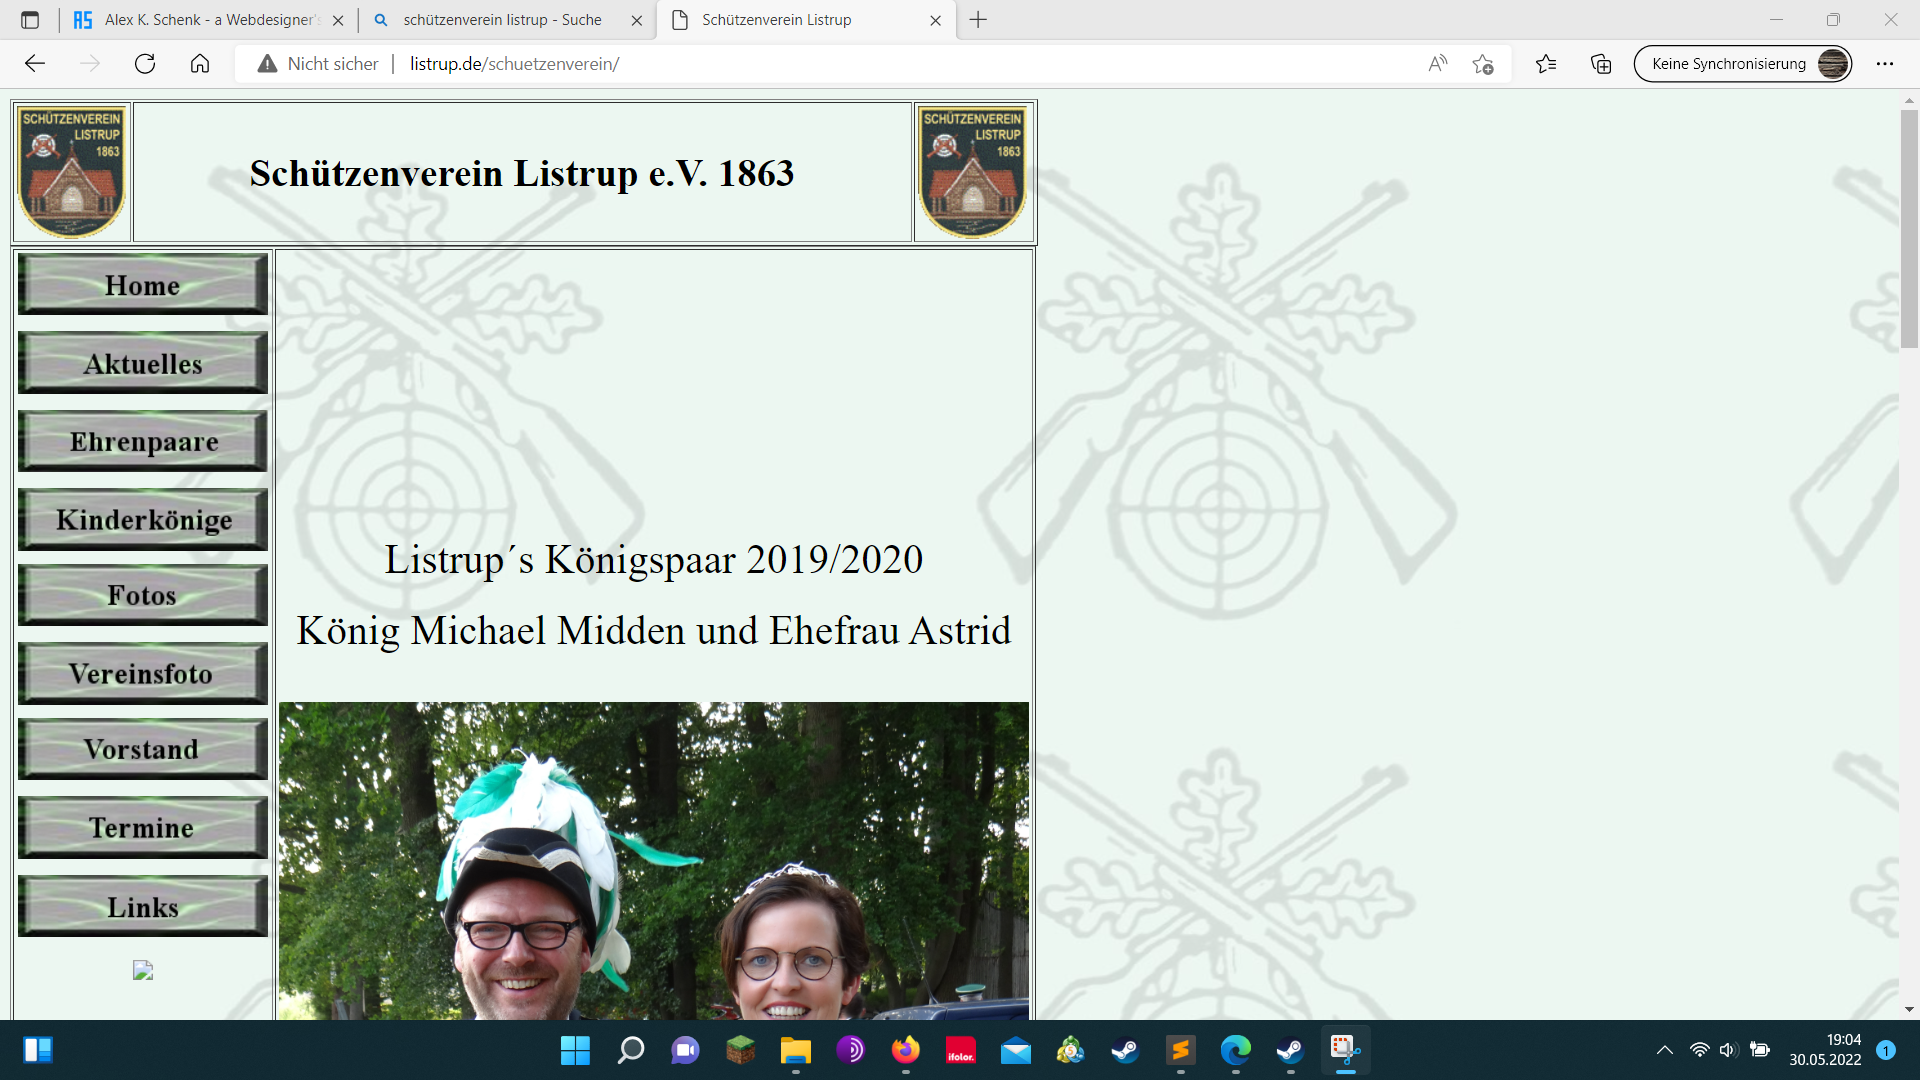 Alex K. Schenk - a Webdesigner's
schützenverein listrup - Suche
Schützenverein Listrup
Nicht sicher
listrup.de/schuetzenverein/
Keine Synchronisierung
SCHÜTZENVEREIN
LISTRUP
1863
Schützenverein Listrup e.V. 1863
SCHÜTZENVEREIN
LISTRUP
1863
Home
Aktuelles
Ehrenpaare
Kinderkönige
Fotos
Vereinsfoto
Vorstand
Termine
Links
Listrup´s Königspaar 2019/2020
König Michael Midden und Ehefrau Astrid
ifolor.
19:04
30.05.2022
1